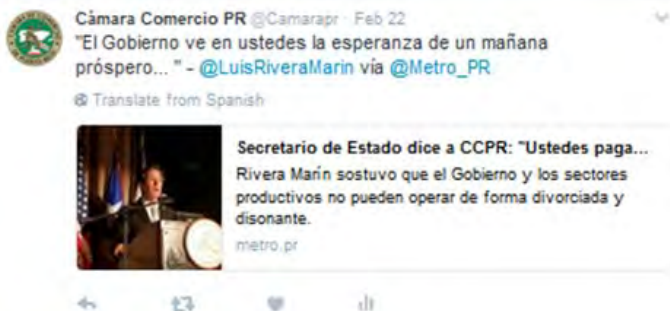 Cámara Comercio PR @Camarapr · Feb 22
"El Gobierno ve en ustedes la esperanza de un mañana
próspero... " - @LuisRiveraMarin vía @Metro_PR
Translate from Spanish
Secretario de Estado dice a CCPR: "Ustedes paga...
Rivera Marín sostuvo que el Gobierno y los sectores
productivos no pueden operar de forma divorciada y
disonante.
metro.pr